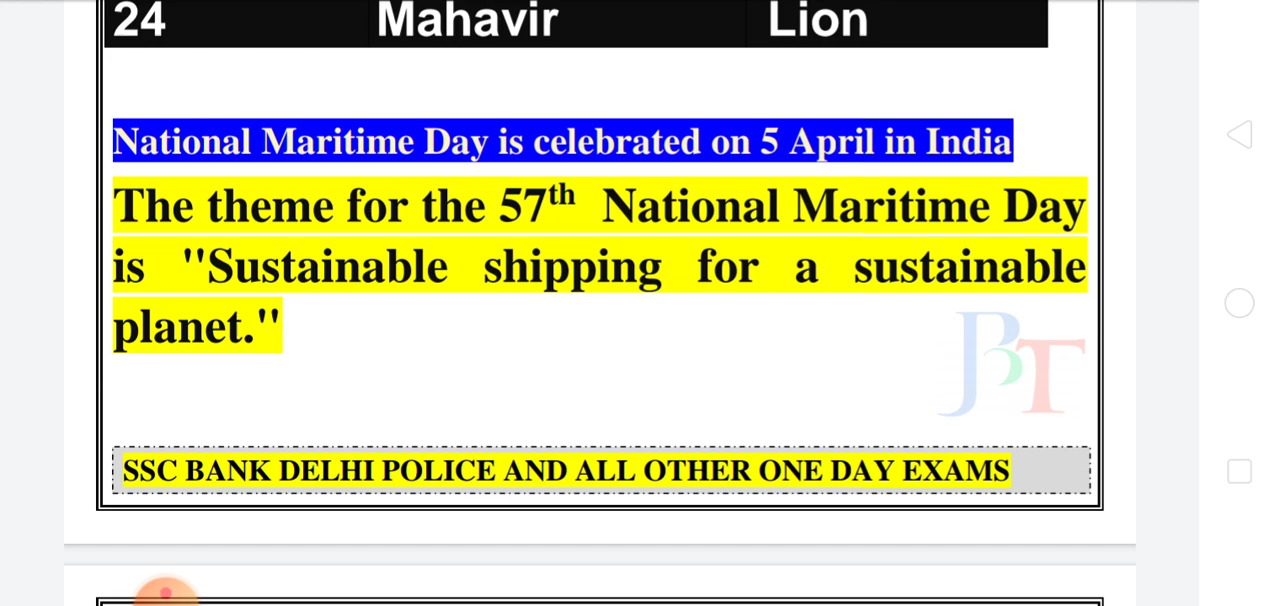 24 Mahavir Lion
National Maritime Day is celebrated on 5 April in India
The theme for the 57th National Maritime Day
is "Sustainable shipping for a sustainable
planet."
JBT
SSC BANK DELHI POLICE AND ALL OTHER ONE DAY EXAMS